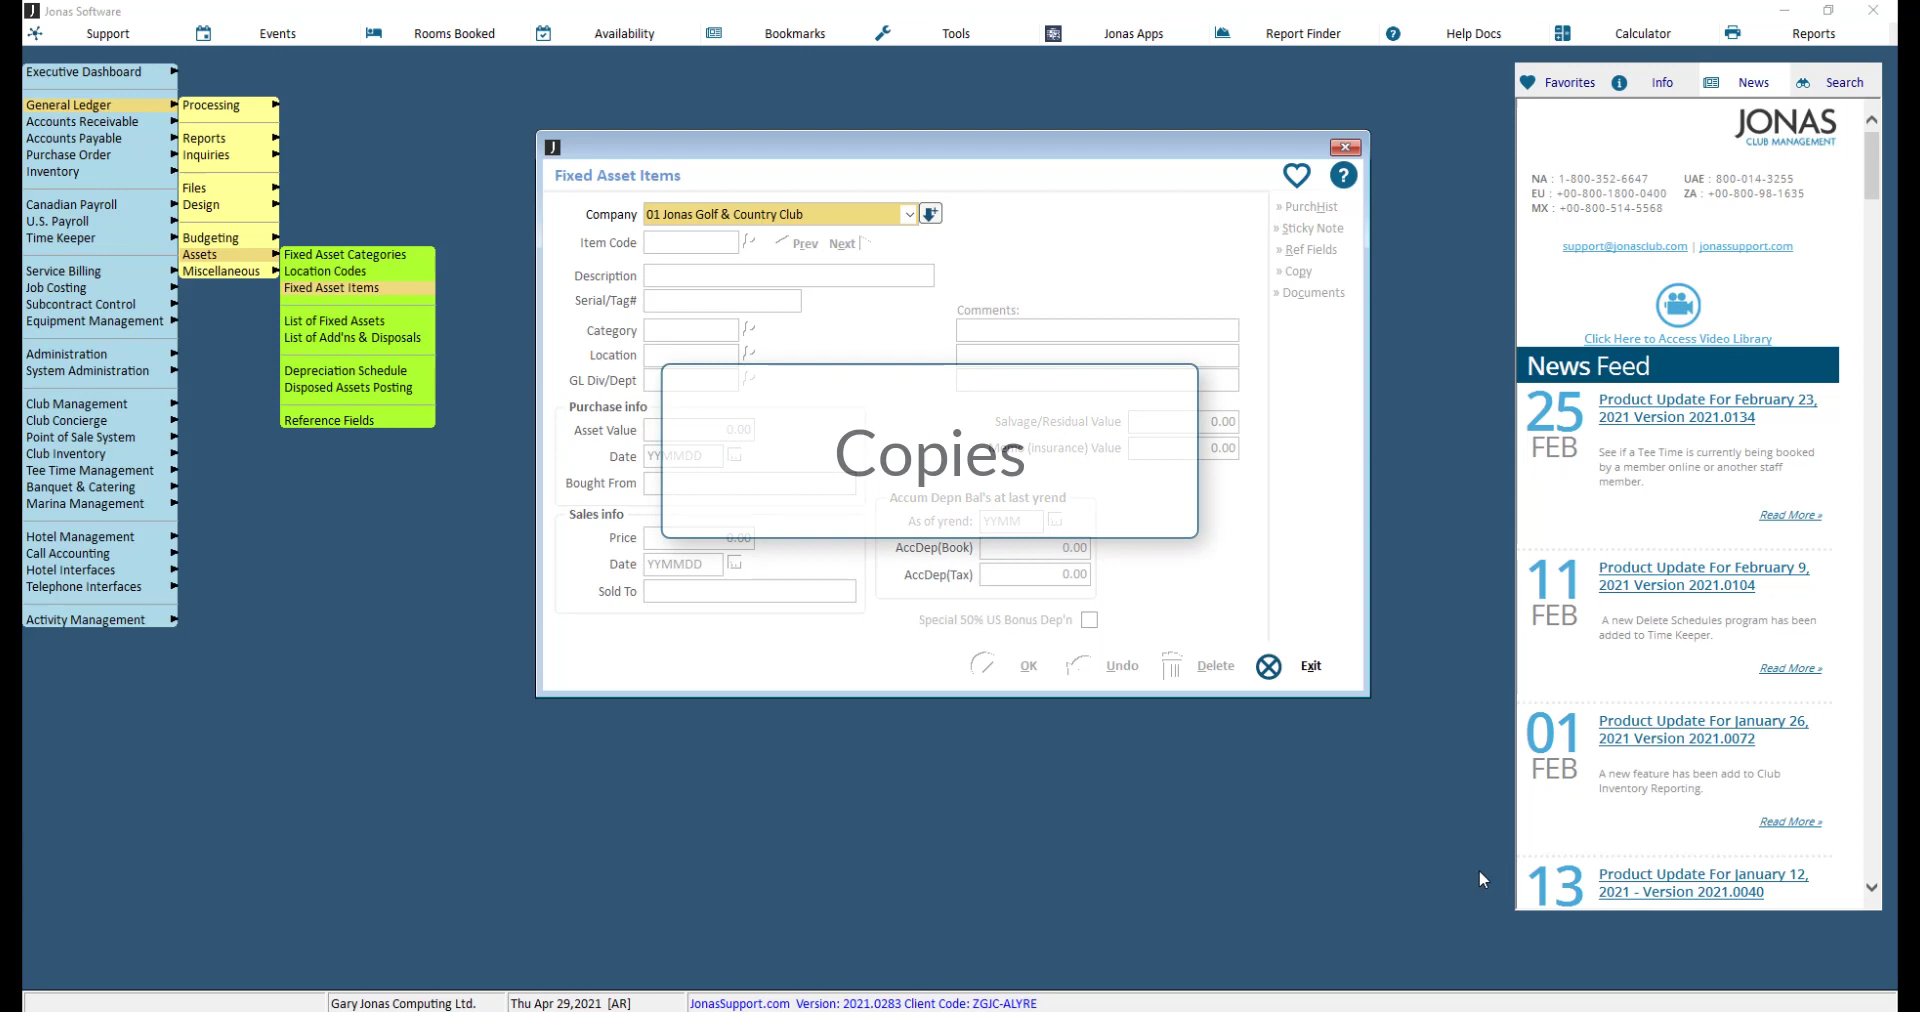 Jonas Software
Support Events Rooms Booked Availability Bookmarks Tools Jonas Apps Report Finder Help Docs Calculator Reports
Executive Dashboard
General Ledger
Accounts Receivable
Accounts Payable
Purchase Order
Inventory
Canadian Payroll
U.S. Payroll
Time Keeper
Service Billing
Job Costing
Subcontract Control
Equipment Management
Administration
System Administration
Club Management
Club Concierge
Point of Sale System
Club Inventory
Tee Time Management
Banquet & Catering
Marina Management
Hotel Management
Call Accounting
Hotel Interfaces
Telephone Interfaces
Activity Management
Processing
Reports
Inquiries
Files
Design
Budgeting
Assets
Miscellaneous
Fixed Asset Categories
Location Codes
Fixed Asset Items
List of Fixed Assets
List of Add'ns & Disposals
Depreciation Schedule
Disposed Assets Posting
Reference Fields
Fixed Asset Items
Company 01 Jonas Golf & Country Club
Item Code Prev Next
Description
Serial/Tag#
Category
Location
GL Div/Dept
Comments:
Purchase info
Asset Value 0.00
Date YYMMDD
Bought From
Salvage/Residual Value 0.00
Memo (insurance) Value 0.00
Copies
Sales info
Price 0.00
Date YYMMDD
Sold To
Accum Depn Bal's at last yrend
As of yrend: YYMM
AccDep(Book) 0.00
AccDep(Tax) 0.00
Special 50% US Bonus Dep'n
OK Undo Delete Exit
» PurchHist
» Sticky Note
» Ref Fields
» Copy
» Documents
Favorites Info News Search
JONAS
CLUB MANAGEMENT
NA : 1-800-352-6647 UAE : 800-014-3255
EU : +00-800-1800-0400 ZA : +00-800-98-1635
MX : +00-800-514-5568
support@jonasclub.com | jonassupport.com
Click Here to Access Video Library
News Feed
25 FEB
Product Update For February 23,
2021 Version 2021.0134
See if a Tee Time is currently being booked
by a member online or another staff
member.
Read More »
11 FEB
Product Update For February 9,
2021 Version 2021.0104
A new Delete Schedules program has been
added to Time Keeper.
Read More »
01 FEB
Product Update For January 26,
2021 Version 2021.0072
A new feature has been add to Club
Inventory Reporting.
Read More »
13
Product Update For January 12,
2021 - Version 2021.0040
Gary Jonas Computing Ltd. Thu Apr 29,2021 [AR] JonasSupport.com Version: 2021.0283 Client Code: ZGJC-ALYRE